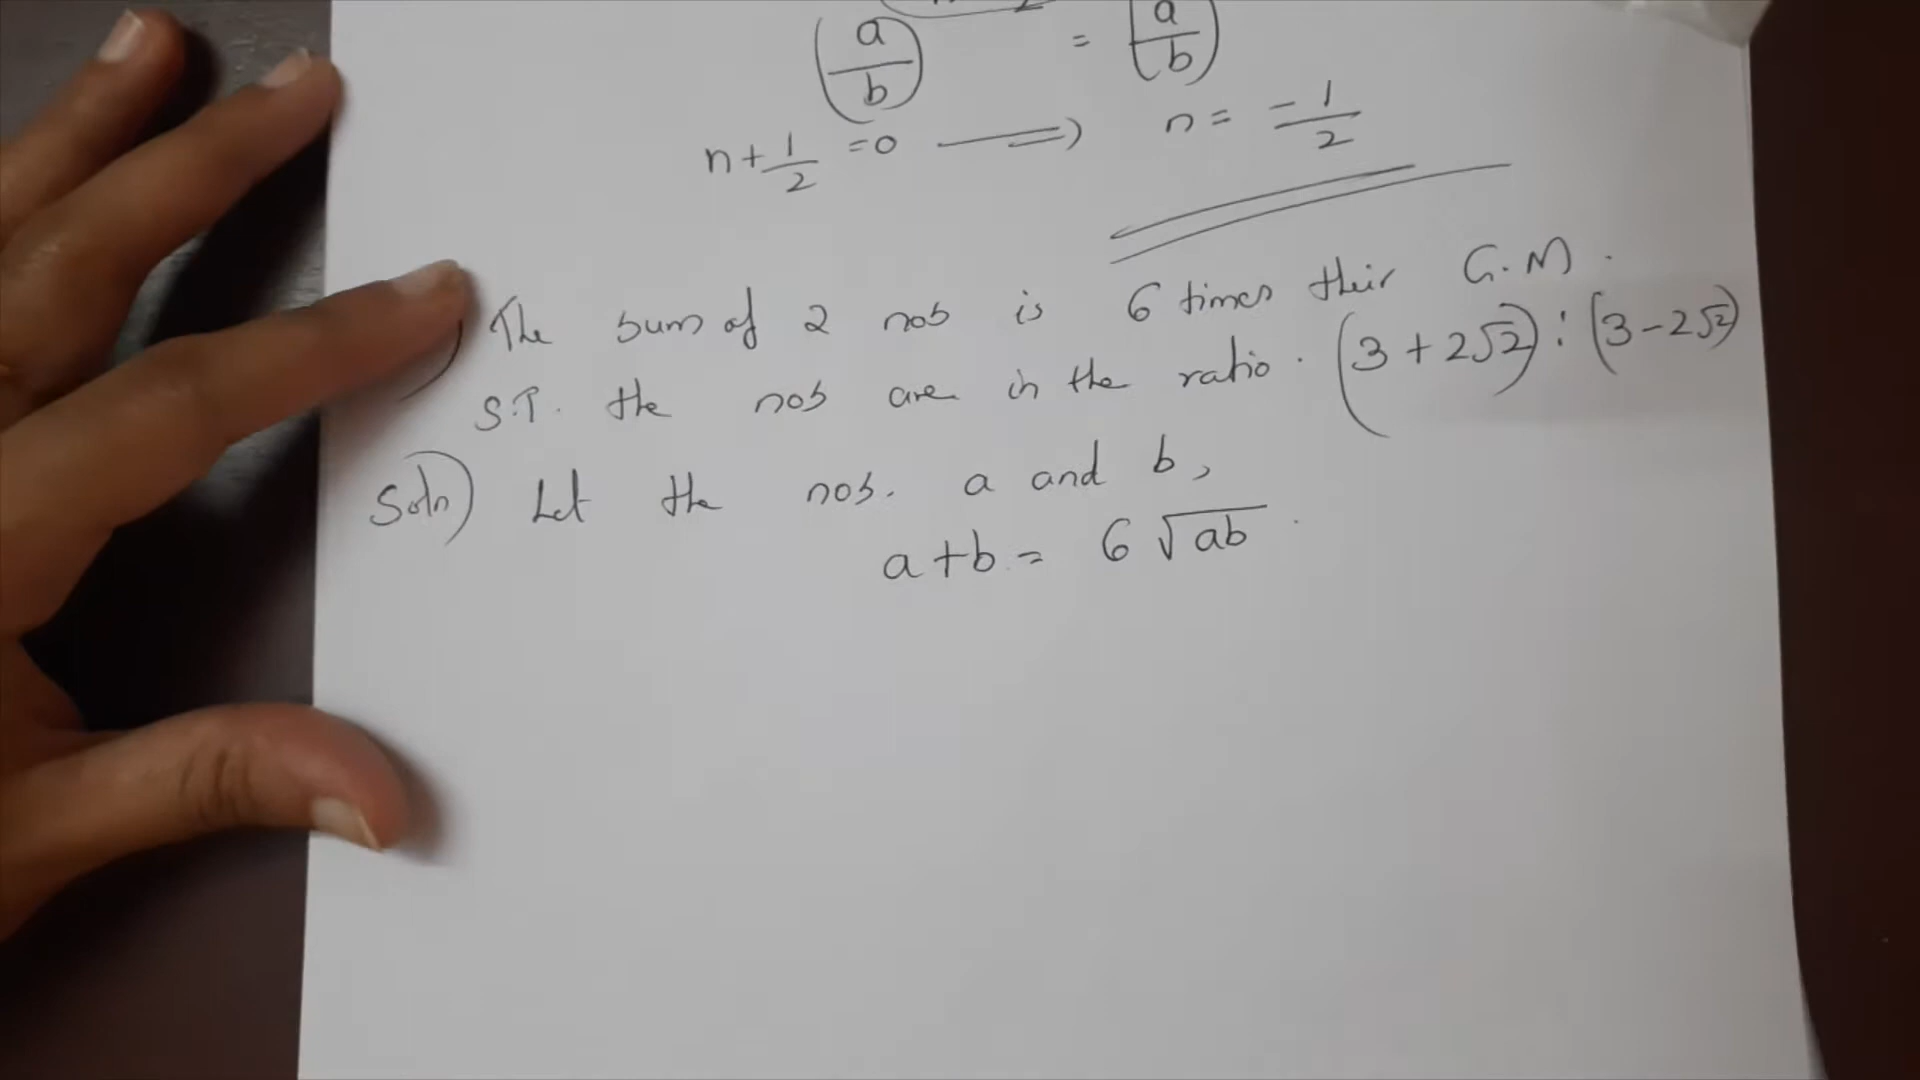 (a/b) = (a/b)
n+1/2 =0 ⟹ n= -1/2
The sum of 2 nos is 6 times their G.M.
S.T. the nos are in the ratio. (3+2√2):(3-2√2)
Soln) Let the nos. a and b,
a+b= 6√ab.